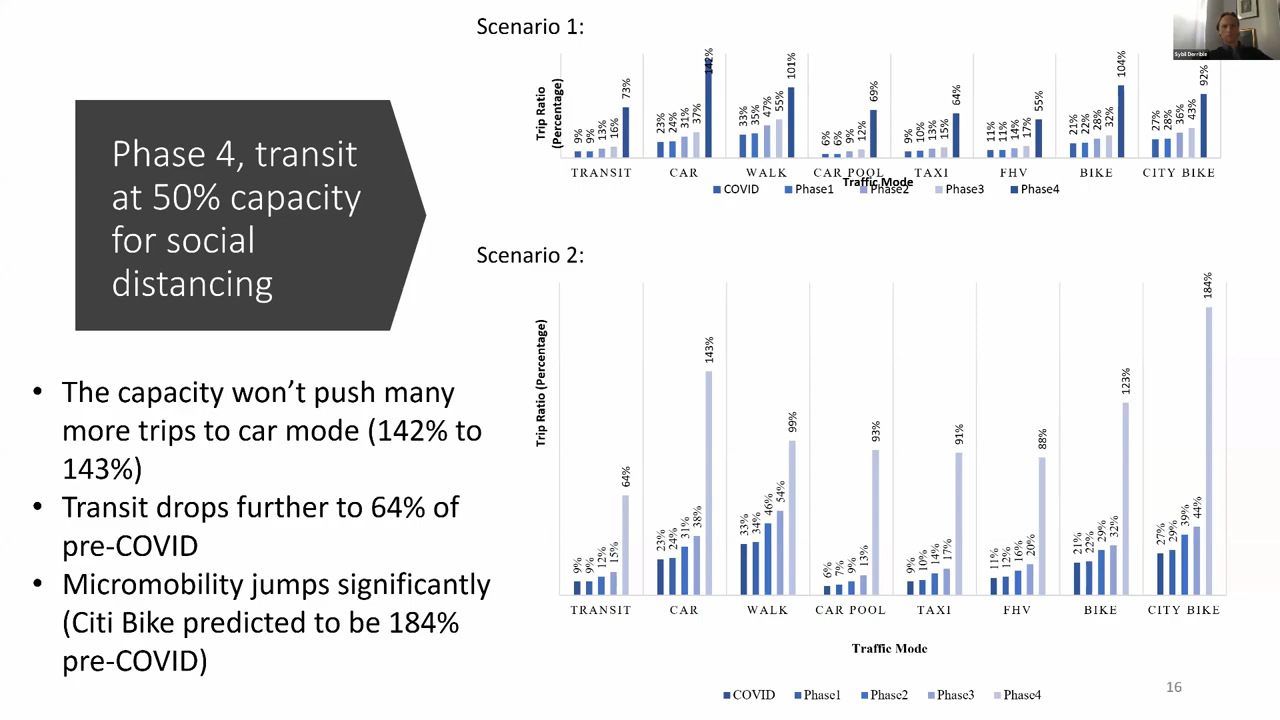 Scenario 1:
Sybil Derrible
Trip Ratio
(Percentage)
9% 9% 13% 16% 73%
23% 24% 31% 37% 142%
33% 35% 47% 55% 101%
6% 6% 9% 12% 69%
9% 10% 13% 15% 64%
11% 11% 14% 17% 55%
21% 22% 28% 32% 104%
27% 28% 36% 43% 92%
TRANSIT CAR WALK CAR POOL TAXI FHV BIKE CITY BIKE
Traffic Mode
COVID Phase1 Phase2 Phase3 Phase4
Phase 4, transit
at 50% capacity
for social
distancing
The capacity won’t push many
more trips to car mode (142% to
143%)
Transit drops further to 64% of
pre-COVID
Micromobility jumps significantly
(Citi Bike predicted to be 184%
pre-COVID)
Scenario 2:
Trip Ratio (Percentage)
9% 9% 12% 15% 64%
23% 24% 31% 38% 143%
33% 34% 46% 54% 99%
6% 7% 9% 13% 93%
9% 10% 14% 17% 91%
11% 12% 16% 20% 88%
21% 22% 29% 32% 123%
27% 29% 39% 44% 184%
TRANSIT CAR WALK CAR POOL TAXI FHV BIKE CITY BIKE
Traffic Mode
COVID Phase1 Phase2 Phase3 Phase4
16